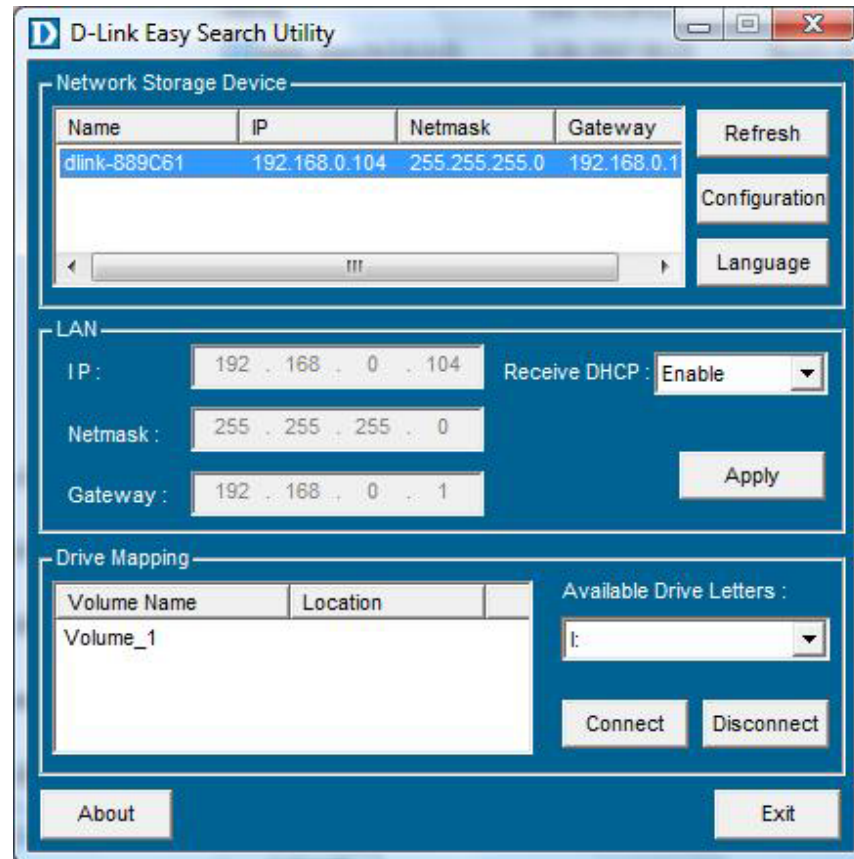 D D-Link Easy Search Utility
Network Storage Device
Name IP Netmask Gateway
dlink-889C61 192.168.0.104 255.255.255.0 192.168.0.1
Refresh
Configuration
Language
LAN
IP : 192 . 168 . 0 . 104
Receive DHCP : Enable
Netmask : 255 . 255 . 255 . 0
Gateway : 192 . 168 . 0 . 1
Apply
Drive Mapping
Volume Name Location
Volume_1
Available Drive Letters :
I:
Connect Disconnect
About Exit